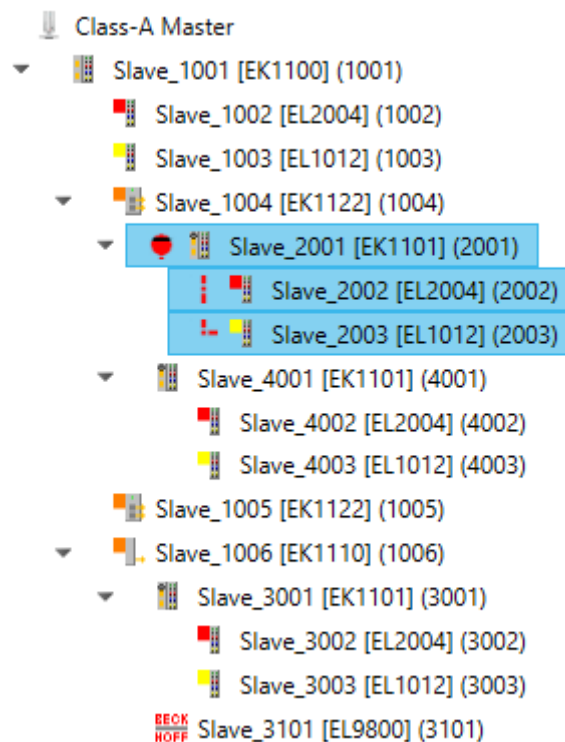 Class-A Master
Slave_1001 [EK1100] (1001)
Slave_1002 [EL2004] (1002)
Slave_1003 [EL1012] (1003)
Slave_1004 [EK1122] (1004)
Slave_2001 [EK1101] (2001)
Slave_2002 [EL2004] (2002)
Slave_2003 [EL1012] (2003)
Slave_4001 [EK1101] (4001)
Slave_4002 [EL2004] (4002)
Slave_4003 [EL1012] (4003)
Slave_1005 [EK1122] (1005)
Slave_1006 [EK1110] (1006)
Slave_3001 [EK1101] (3001)
Slave_3002 [EL2004] (3002)
Slave_3003 [EL1012] (3003)
BECK
HOFF
Slave_3101 [EL9800] (3101)